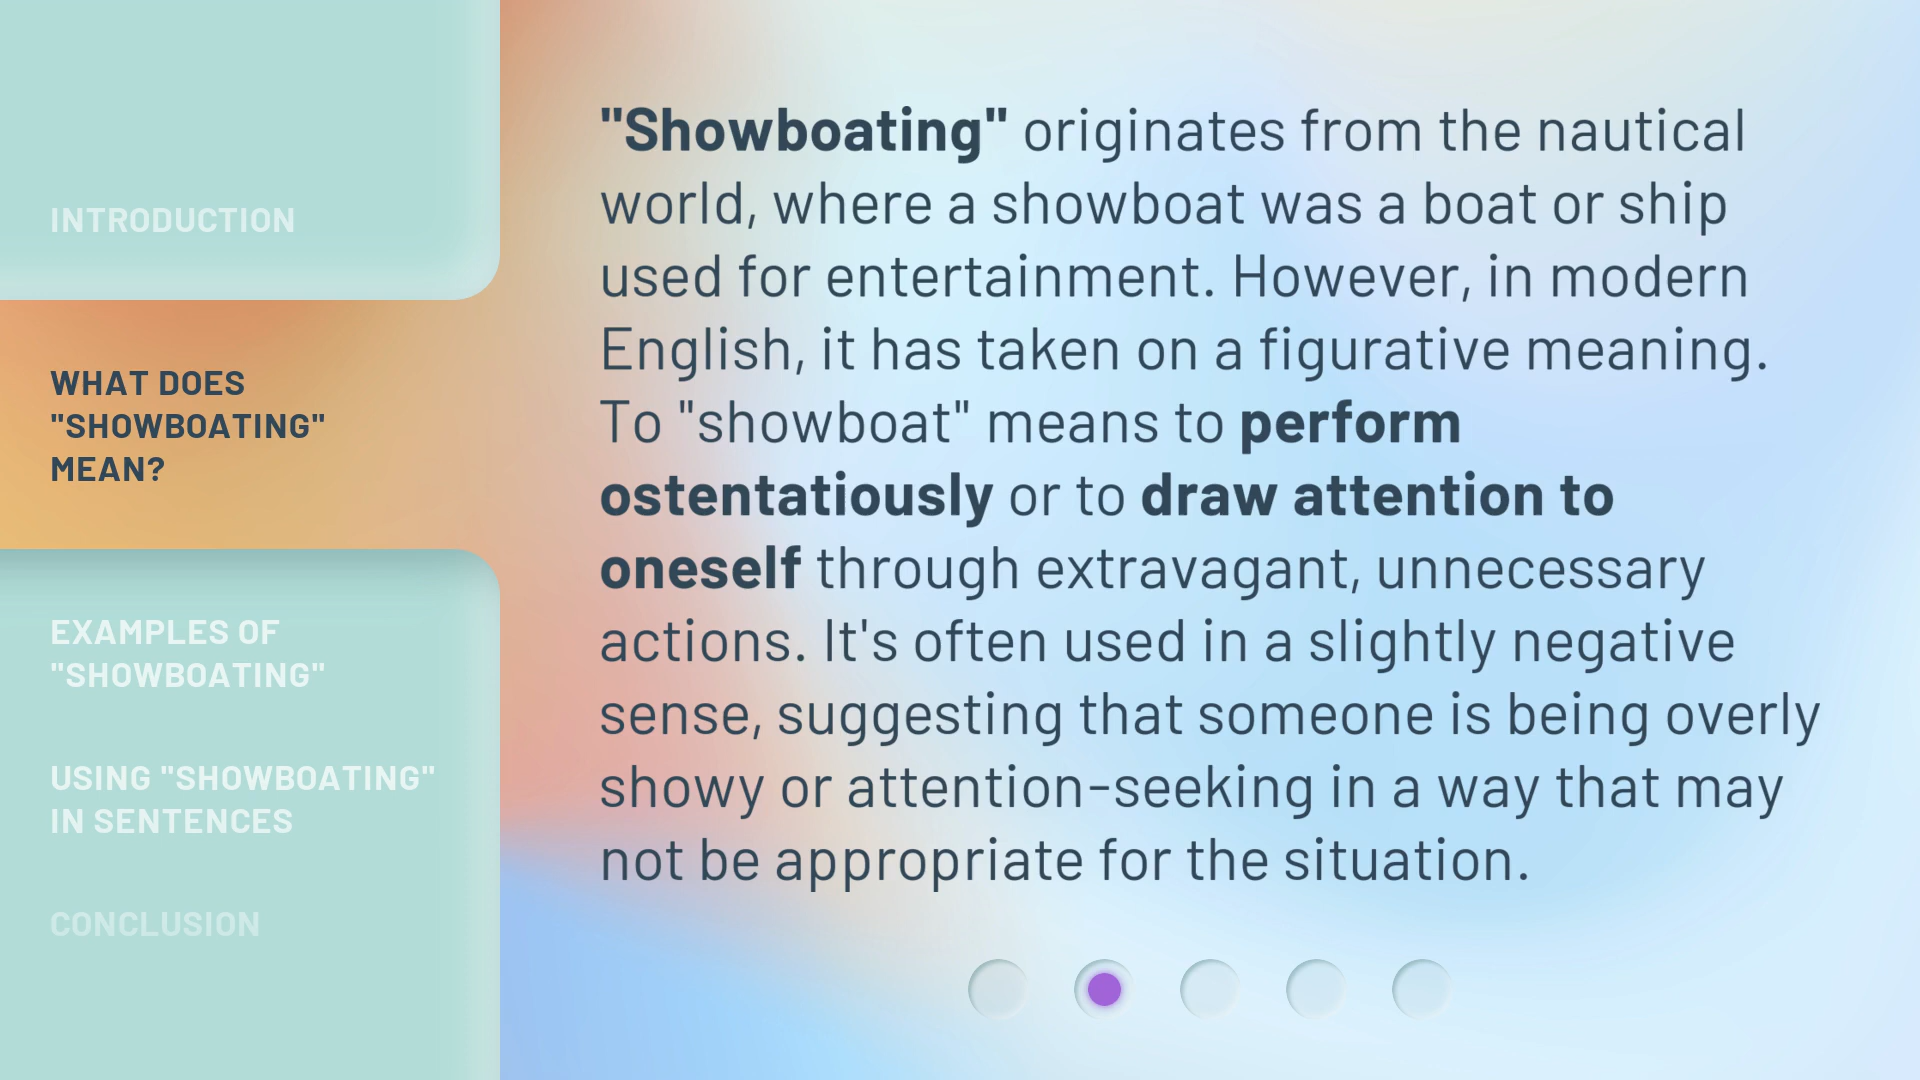 INTRODUCTION
WHAT DOES
"SHOWBOATING"
MEAN?
EXAMPLES OF
"SHOWBOATING"
USING "SHOWBOATING"
IN SENTENCES
CONCLUSION
"Showboating" originates from the nautical
world, where a showboat was a boat or ship
used for entertainment. However, in modern
English, it has taken on a figurative meaning.
To "showboat" means to perform
ostentatiously or to draw attention to
oneself through extravagant, unnecessary
actions. It's often used in a slightly negative
sense, suggesting that someone is being overly
showy or attention-seeking in a way that may
not be appropriate for the situation.